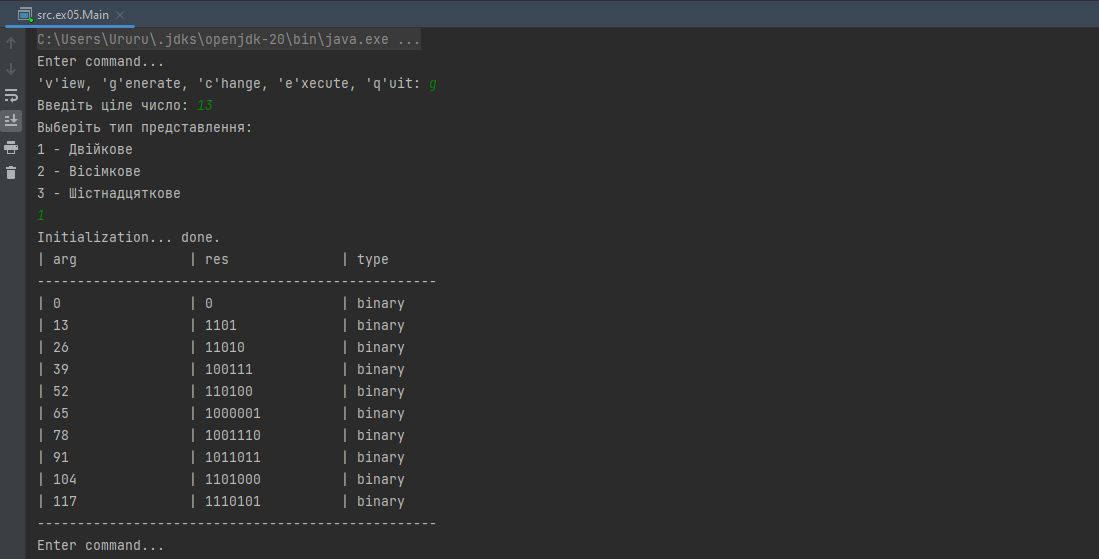 src.ex05.Main
C:\Users\Ururu\.jdks\openjdk-20\bin\java.exe ...
Enter command...
'v'iew, 'g'enerate, 'c'hange, 'e'xecute, 'q'uit: g
Введіть ціле число: 13
Выберіть тип представлення:
1 - Двійкове
2 - Вісімкове
3 - Шістнадцяткове
1
Initialization... done.
| arg | res | type
--------------------------------------------------
| 0 | 0 | binary
| 13 | 1101 | binary
| 26 | 11010 | binary
| 39 | 100111 | binary
| 52 | 110100 | binary
| 65 | 1000001 | binary
| 78 | 1001110 | binary
| 91 | 1011011 | binary
| 104 | 1101000 | binary
| 117 | 1110101 | binary
--------------------------------------------------
Enter command...